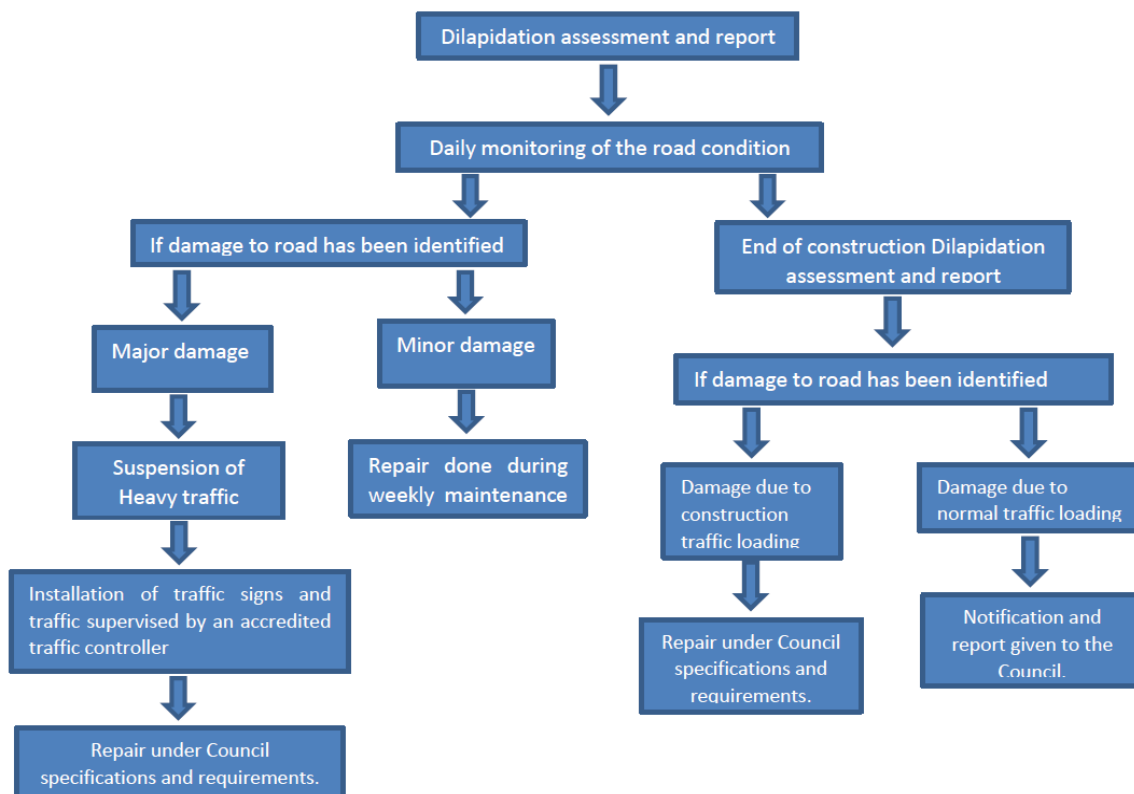 Dilapidation assessment and report
Daily monitoring of the road condition
If damage to road has been identified
End of construction Dilapidation
assessment and report
Major damage
Minor damage
If damage to road has been identified
Suspension of
Heavy traffic
Repair done during
weekly maintenance
Damage due to
construction
traffic loading
Damage due to
normal traffic loading
Installation of traffic signs and
traffic supervised by an accredited
traffic controller
Repair under Council
specifications and
requirements.
Notification and
report given to the
Council.
Repair under Council
specifications and requirements.